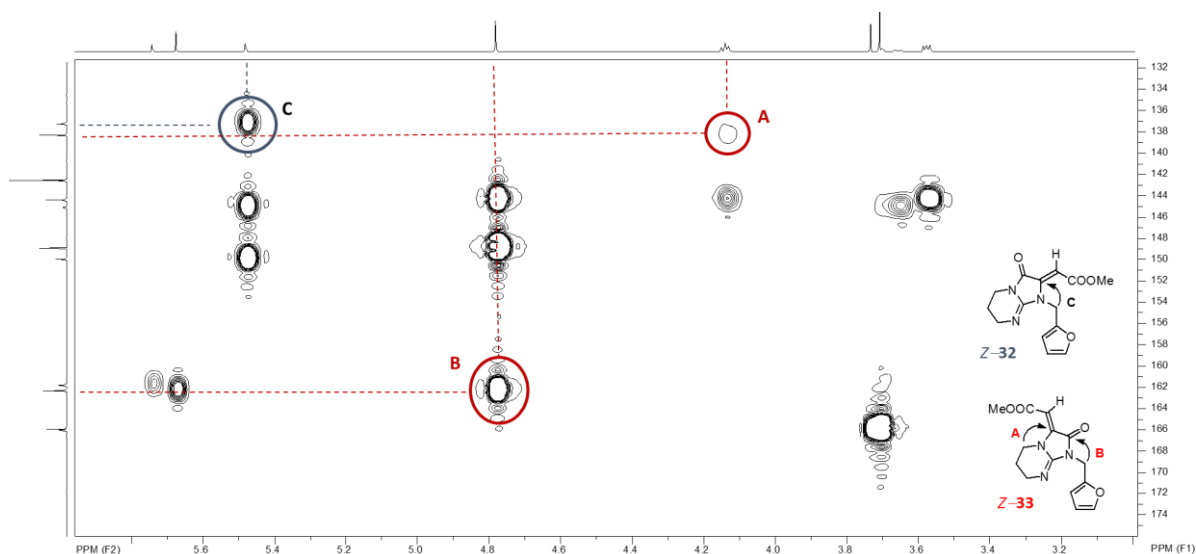 C
A
B
132
134
136
138
140
142
144
146
148
150
152
154
156
158
160
162
164
166
168
170
172
174
O
H
COOMe
N
N
N
C
O
Z–32
MeOOC
H
A
O
N
N
B
N
O
Z–33
PPM (F2) 5.6 5.4 5.2 5.0 4.8 4.6 4.4 4.2 4.0 3.8 3.6 3.4 3.2 PPM (F1)